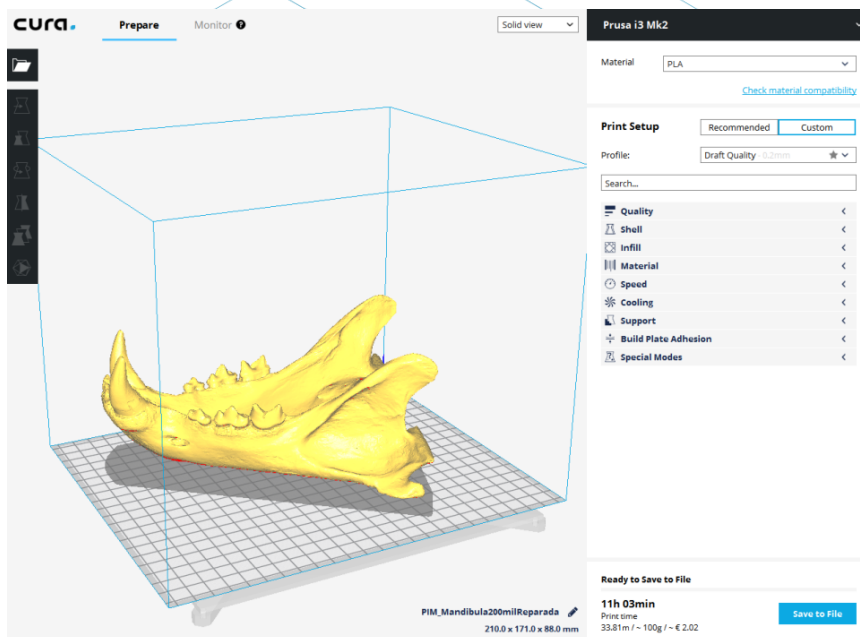 cura.
Prepare
Monitor ?
Solid view
Prusa i3 Mk2
Material
PLA
Check material compatibility
Print Setup
Recommended
Custom
Profile:
Draft Quality - 0.2mm
Search...
Quality
Shell
Infill
Material
Speed
Cooling
Support
Build Plate Adhesion
Special Modes
PIM_Mandibula200milReparada
210.0 x 171.0 x 88.0 mm
Ready to Save to File
11h 03min
Print time
33.81m / ~ 100g / ~ € 2.02
Save to File